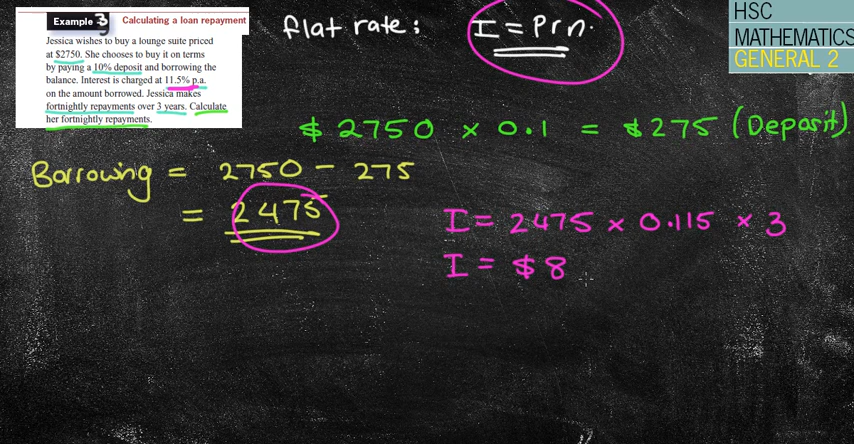 Example 3 Calculating a loan repayment
Jessica wishes to buy a lounge suite priced
at $2750. She chooses to buy it on terms
by paying a 10% deposit and borrowing the
balance. Interest is charged at 11.5% p.a.
on the amount borrowed. Jessica makes
fortnightly repayments over 3 years. Calculate
her fortnightly repayments.
flat rate: I = Prn.
HSC
MATHEMATICS
GENERAL 2
$2750 x 0.1 = $275 (Deposit).
Borrowing = 2750 - 275
= 2475
I = 2475 x 0.115 x 3
I = $8